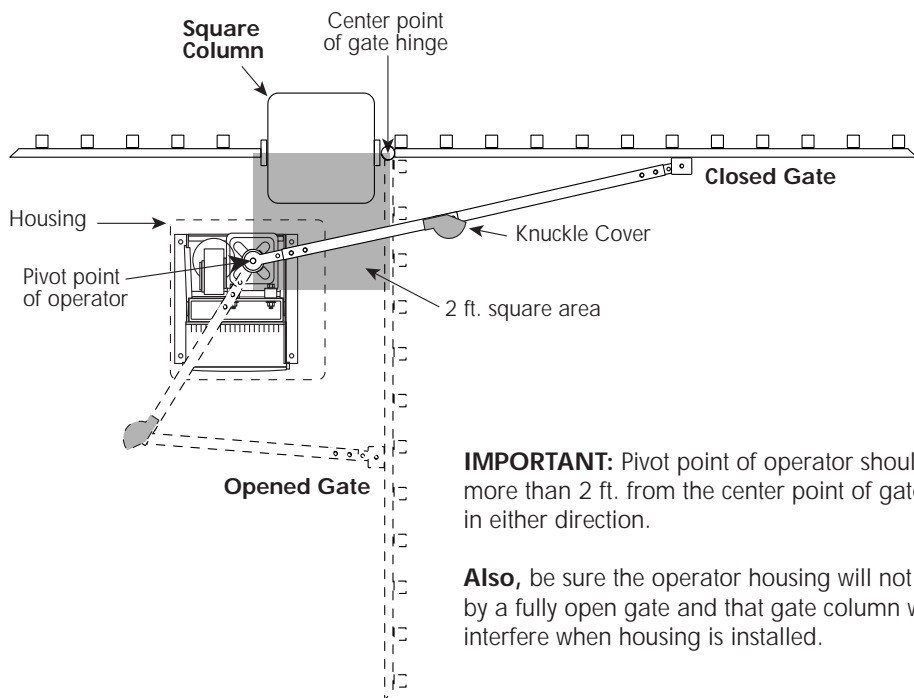 Square
Column
Center point
of gate hinge
Closed Gate
Housing
Knuckle Cover
Pivot point
of operator
2 ft. square area
Opened Gate
IMPORTANT: Pivot point of operator
more than 2 ft. from the center point of
in either direction.
Also, be sure the operator housing will not
by a fully open gate and that gate column
interfere when housing is installed.